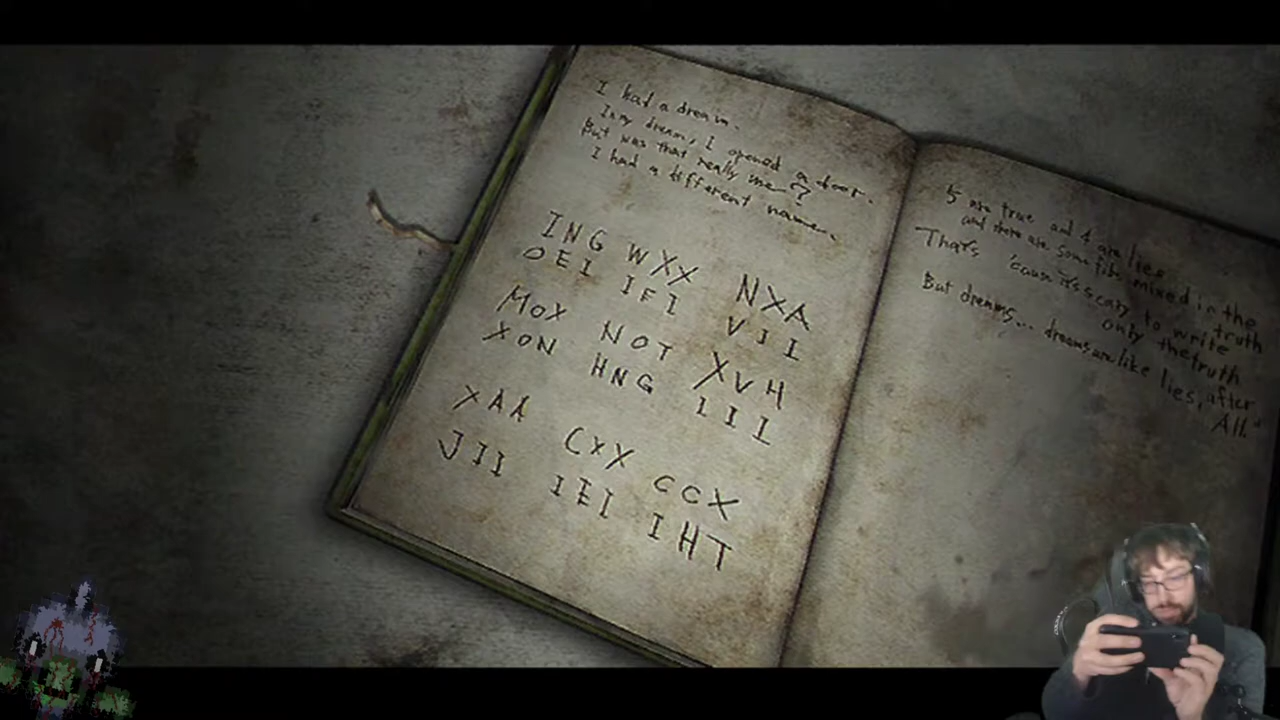 I had a dream.
In my dream, I opened a door.
But was that really me?
I had a different name...
ING WXX NXA
OEI IFI VII
MOX NOT XVH
XON HNG III
XAA CXX CCX
JII IEI IHT
5 are true and 4 are lies
and there are some fibs mixed in the truth
That's 'cause it's scary to write
only the truth
But dreams... dreams are like lies, after
All."